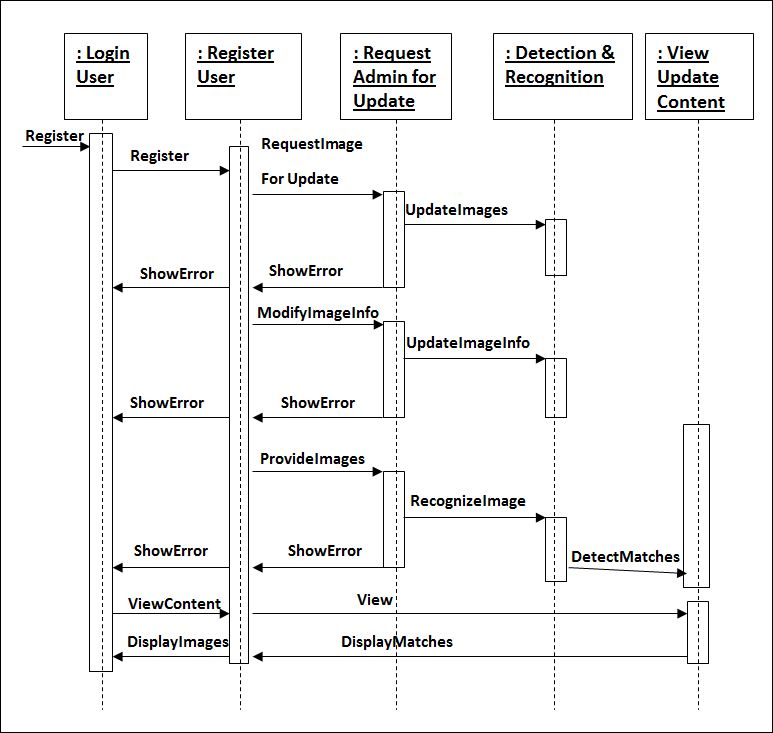 : Login
User
: Register
User
: Request
Admin for
Update
: Detection &
Recognition
: View
Update
Content
Register
Register
RequestImage
For Update
UpdateImages
ShowError
ShowError
ModifyImageInfo
UpdateImageInfo
ShowError
ShowError
ProvideImages
RecognizeImage
ShowError
ShowError
DetectMatches
ViewContent
View
DisplayImages
DisplayMatches